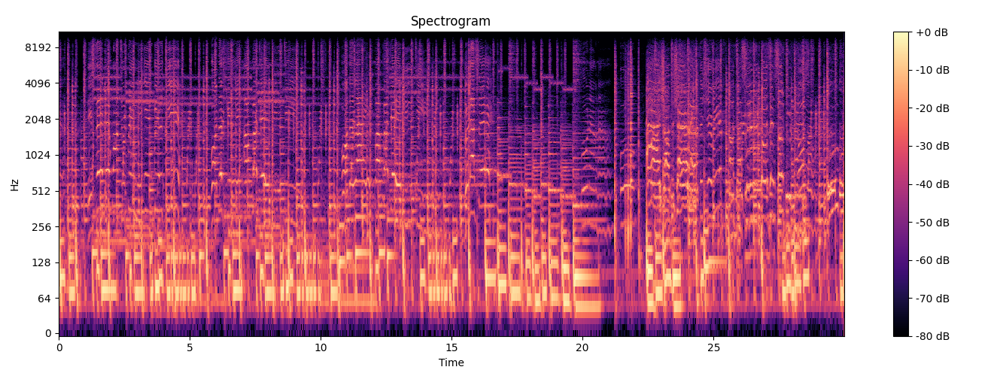 Spectrogram
8192
4096
2048
1024
512
256
128
64
0
Hz
0 5 10 15 20 25
Time
+0 dB
-10 dB
-20 dB
-30 dB
-40 dB
-50 dB
-60 dB
-70 dB
-80 dB